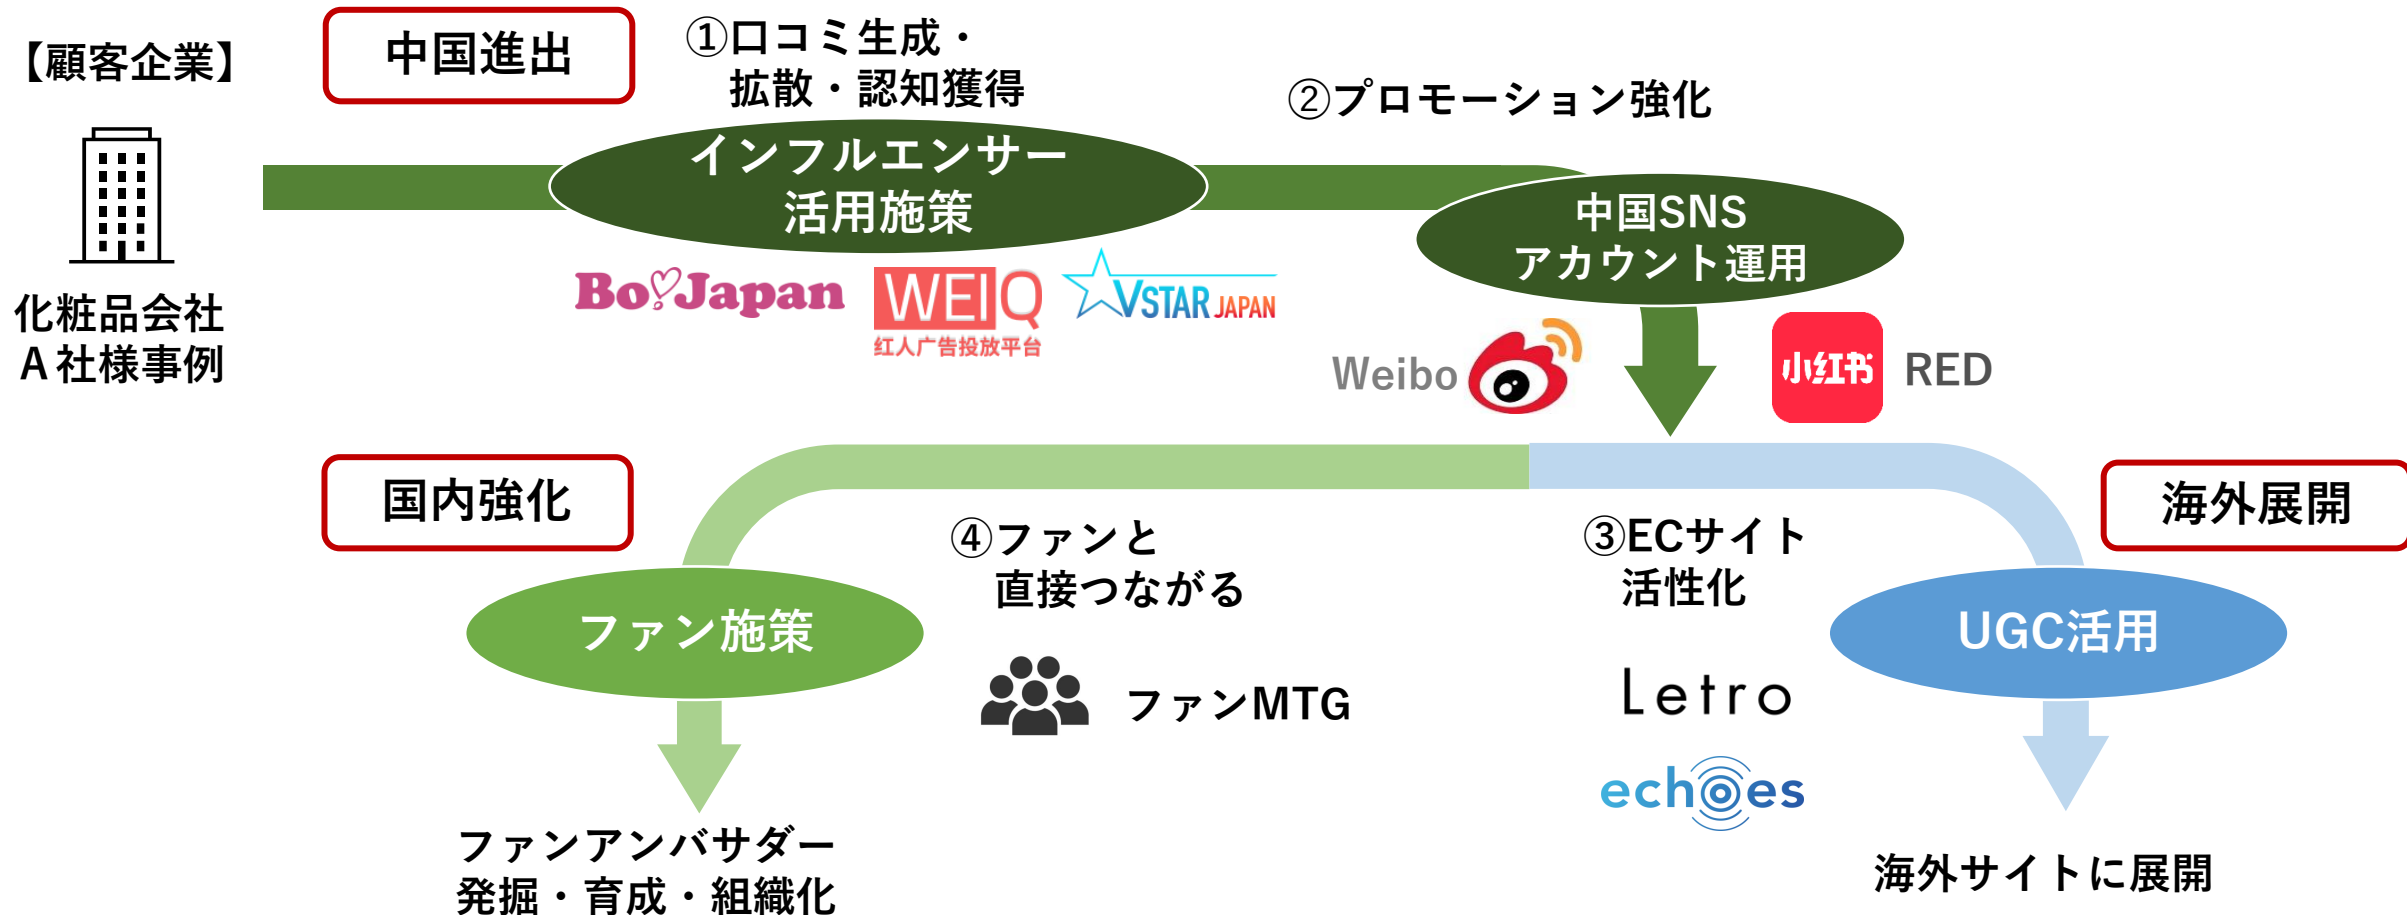 【顧客企業】
中国進出
①口コミ生成・
拡散・認知獲得
②プロモーション強化
インフルエンサー
活用施策
中国SNS
アカウント運用
Bo♡Japan
WEIQ
红人广告投放平台
VSTAR JAPAN
化粧品会社
A社様事例
Weibo
小红书
RED
国内強化
海外展開
④ファンと
直接つながる
③ECサイト
活性化
ファン施策
UGC活用
ファンMTG
Letro
echoes
ファンアンバサダー
発掘・育成・組織化
海外サイトに展開